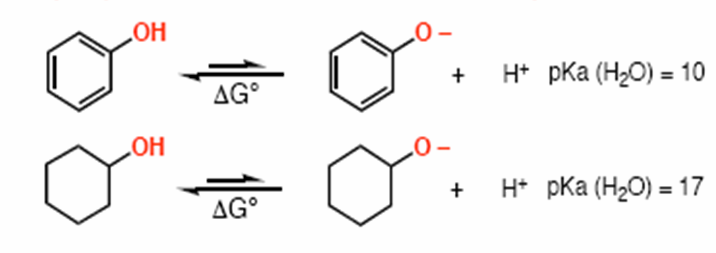 OH O− + H⁺ pKa (H₂O) = 10
ΔG°
OH O− + H⁺ pKa (H₂O) = 17
ΔG°